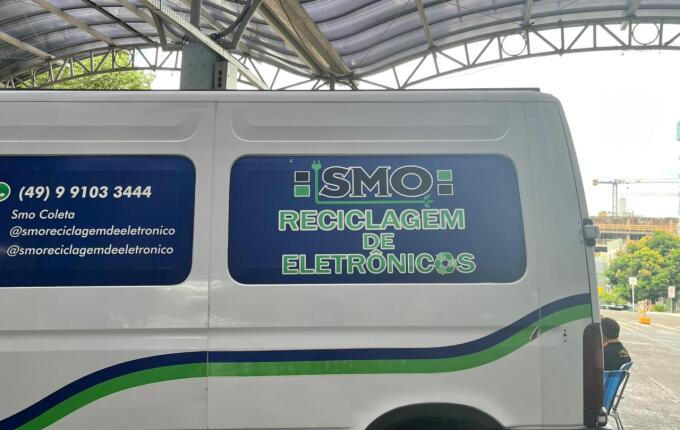 (49) 9 9103 3444
Smo Coleta
@smoreciclagemdeeletronico
@smoreciclagemdeeletronico
SMO
RECICLAGEM
DE
ELETRÔNICOS